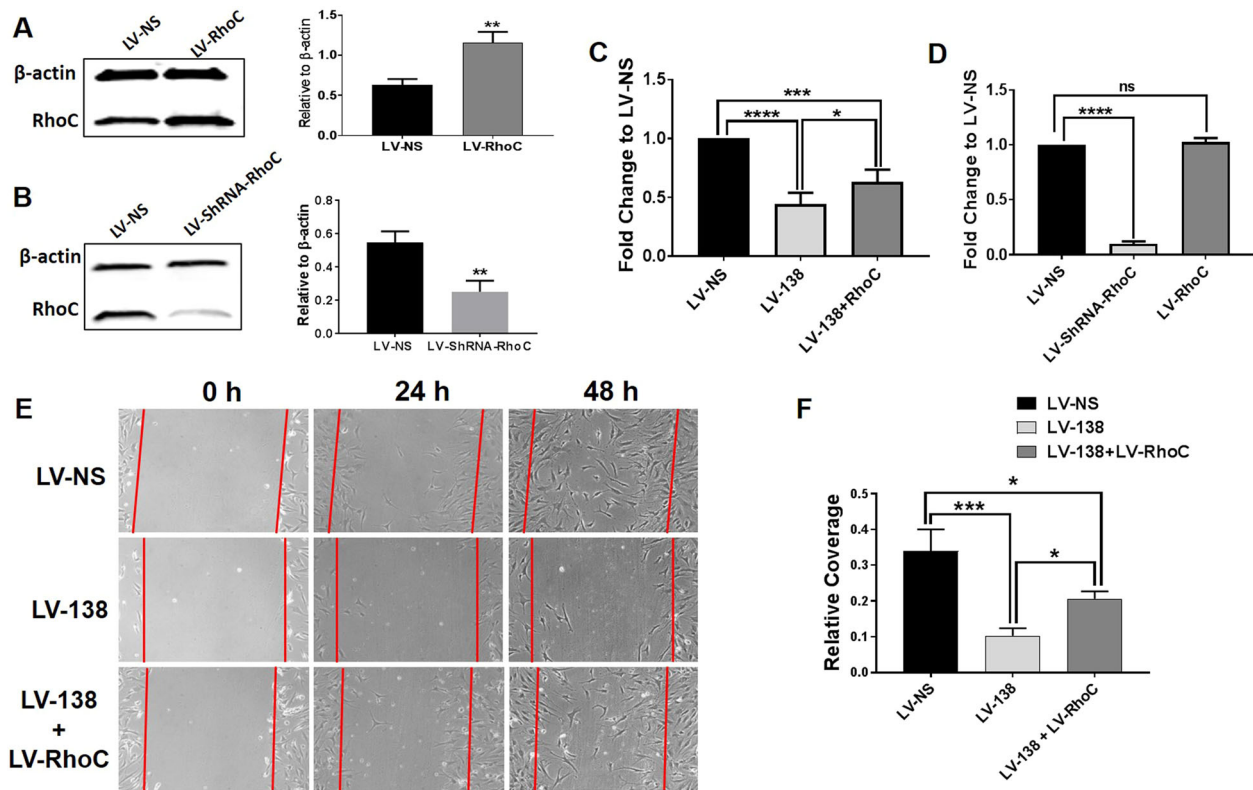 A
LV-NS
LV-RhoC
β-actin
RhoC
Relative to β-actin
1.5
1.0
0.5
0.0
**
LV-NS
LV-RhoC
B
LV-NS
LV-ShRNA-RhoC
β-actin
RhoC
Relative to β-actin
0.8
0.6
0.4
0.2
0.0
**
LV-NS
LV-ShRNA-RhoC
C
Fold Change to LV-NS
1.5
1.0
0.5
0.0
***
****
*
LV-NS
LV-138
LV-138+RhoC
D
Fold Change to LV-NS
1.5
1.0
0.5
0.0
ns
****
LV-NS
LV-ShRNA-RhoC
LV-RhoC
E
0 h
24 h
48 h
LV-NS
LV-138
LV-138
+
LV-RhoC
F
LV-NS
LV-138
LV-138+LV-RhoC
Relative Coverage
0.5
0.4
0.3
0.2
0.1
0.0
*
***
*
LV-NS
LV-138
LV-138 + LV-RhoC